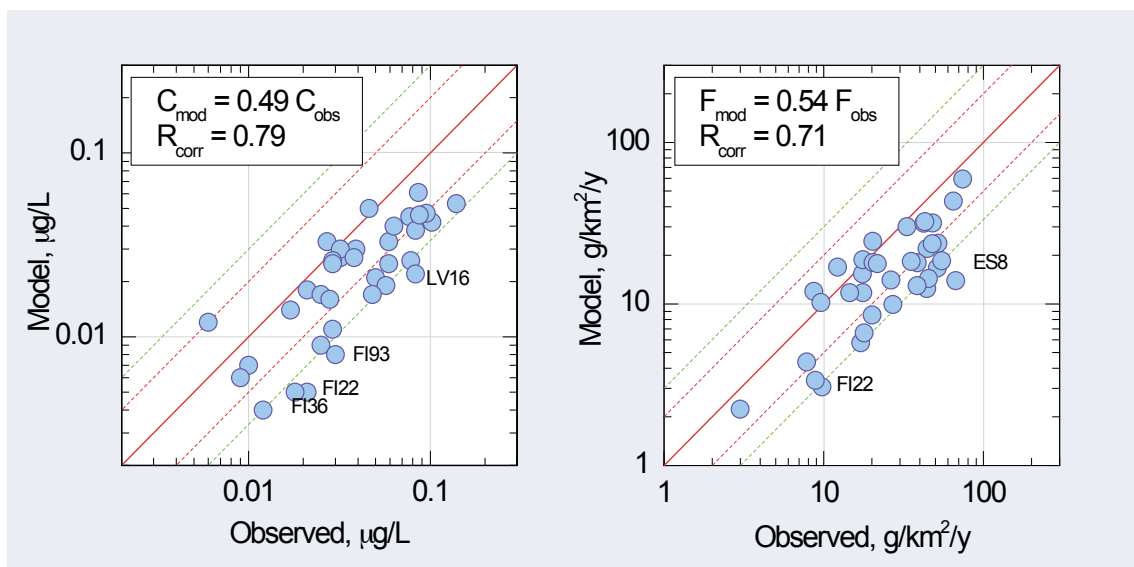 C_mod = 0.49 C_obs
R_corr = 0.79
Model, μg/L
0.1
0.01
LV16
FI93
FI22
FI36
0.01
0.1
Observed, μg/L
F_mod = 0.54 F_obs
R_corr = 0.71
Model, g/km²/y
100
10
1
ES8
FI22
1
10
100
Observed, g/km²/y